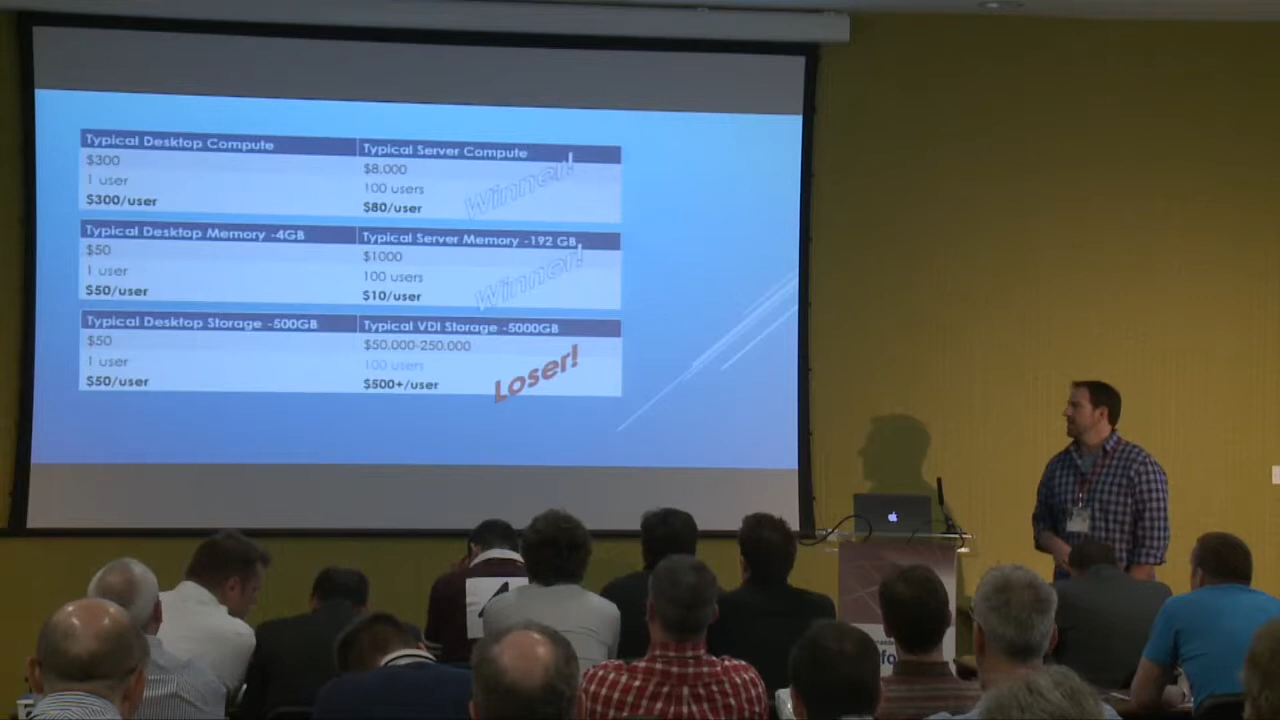 Typical Desktop Compute
Typical Server Compute
$300
$8,000
1 user
100 users
$300/user
$80/user
Winner!
Typical Desktop Memory -4GB
Typical Server Memory -192 GB
$50
$1000
1 user
100 users
$50/user
$10/user
Winner!
Typical Desktop Storage -500GB
Typical VDI Storage -5000GB
$50
$50,000-250,000
1 user
100 users
$50/user
$500+/user
Loser!